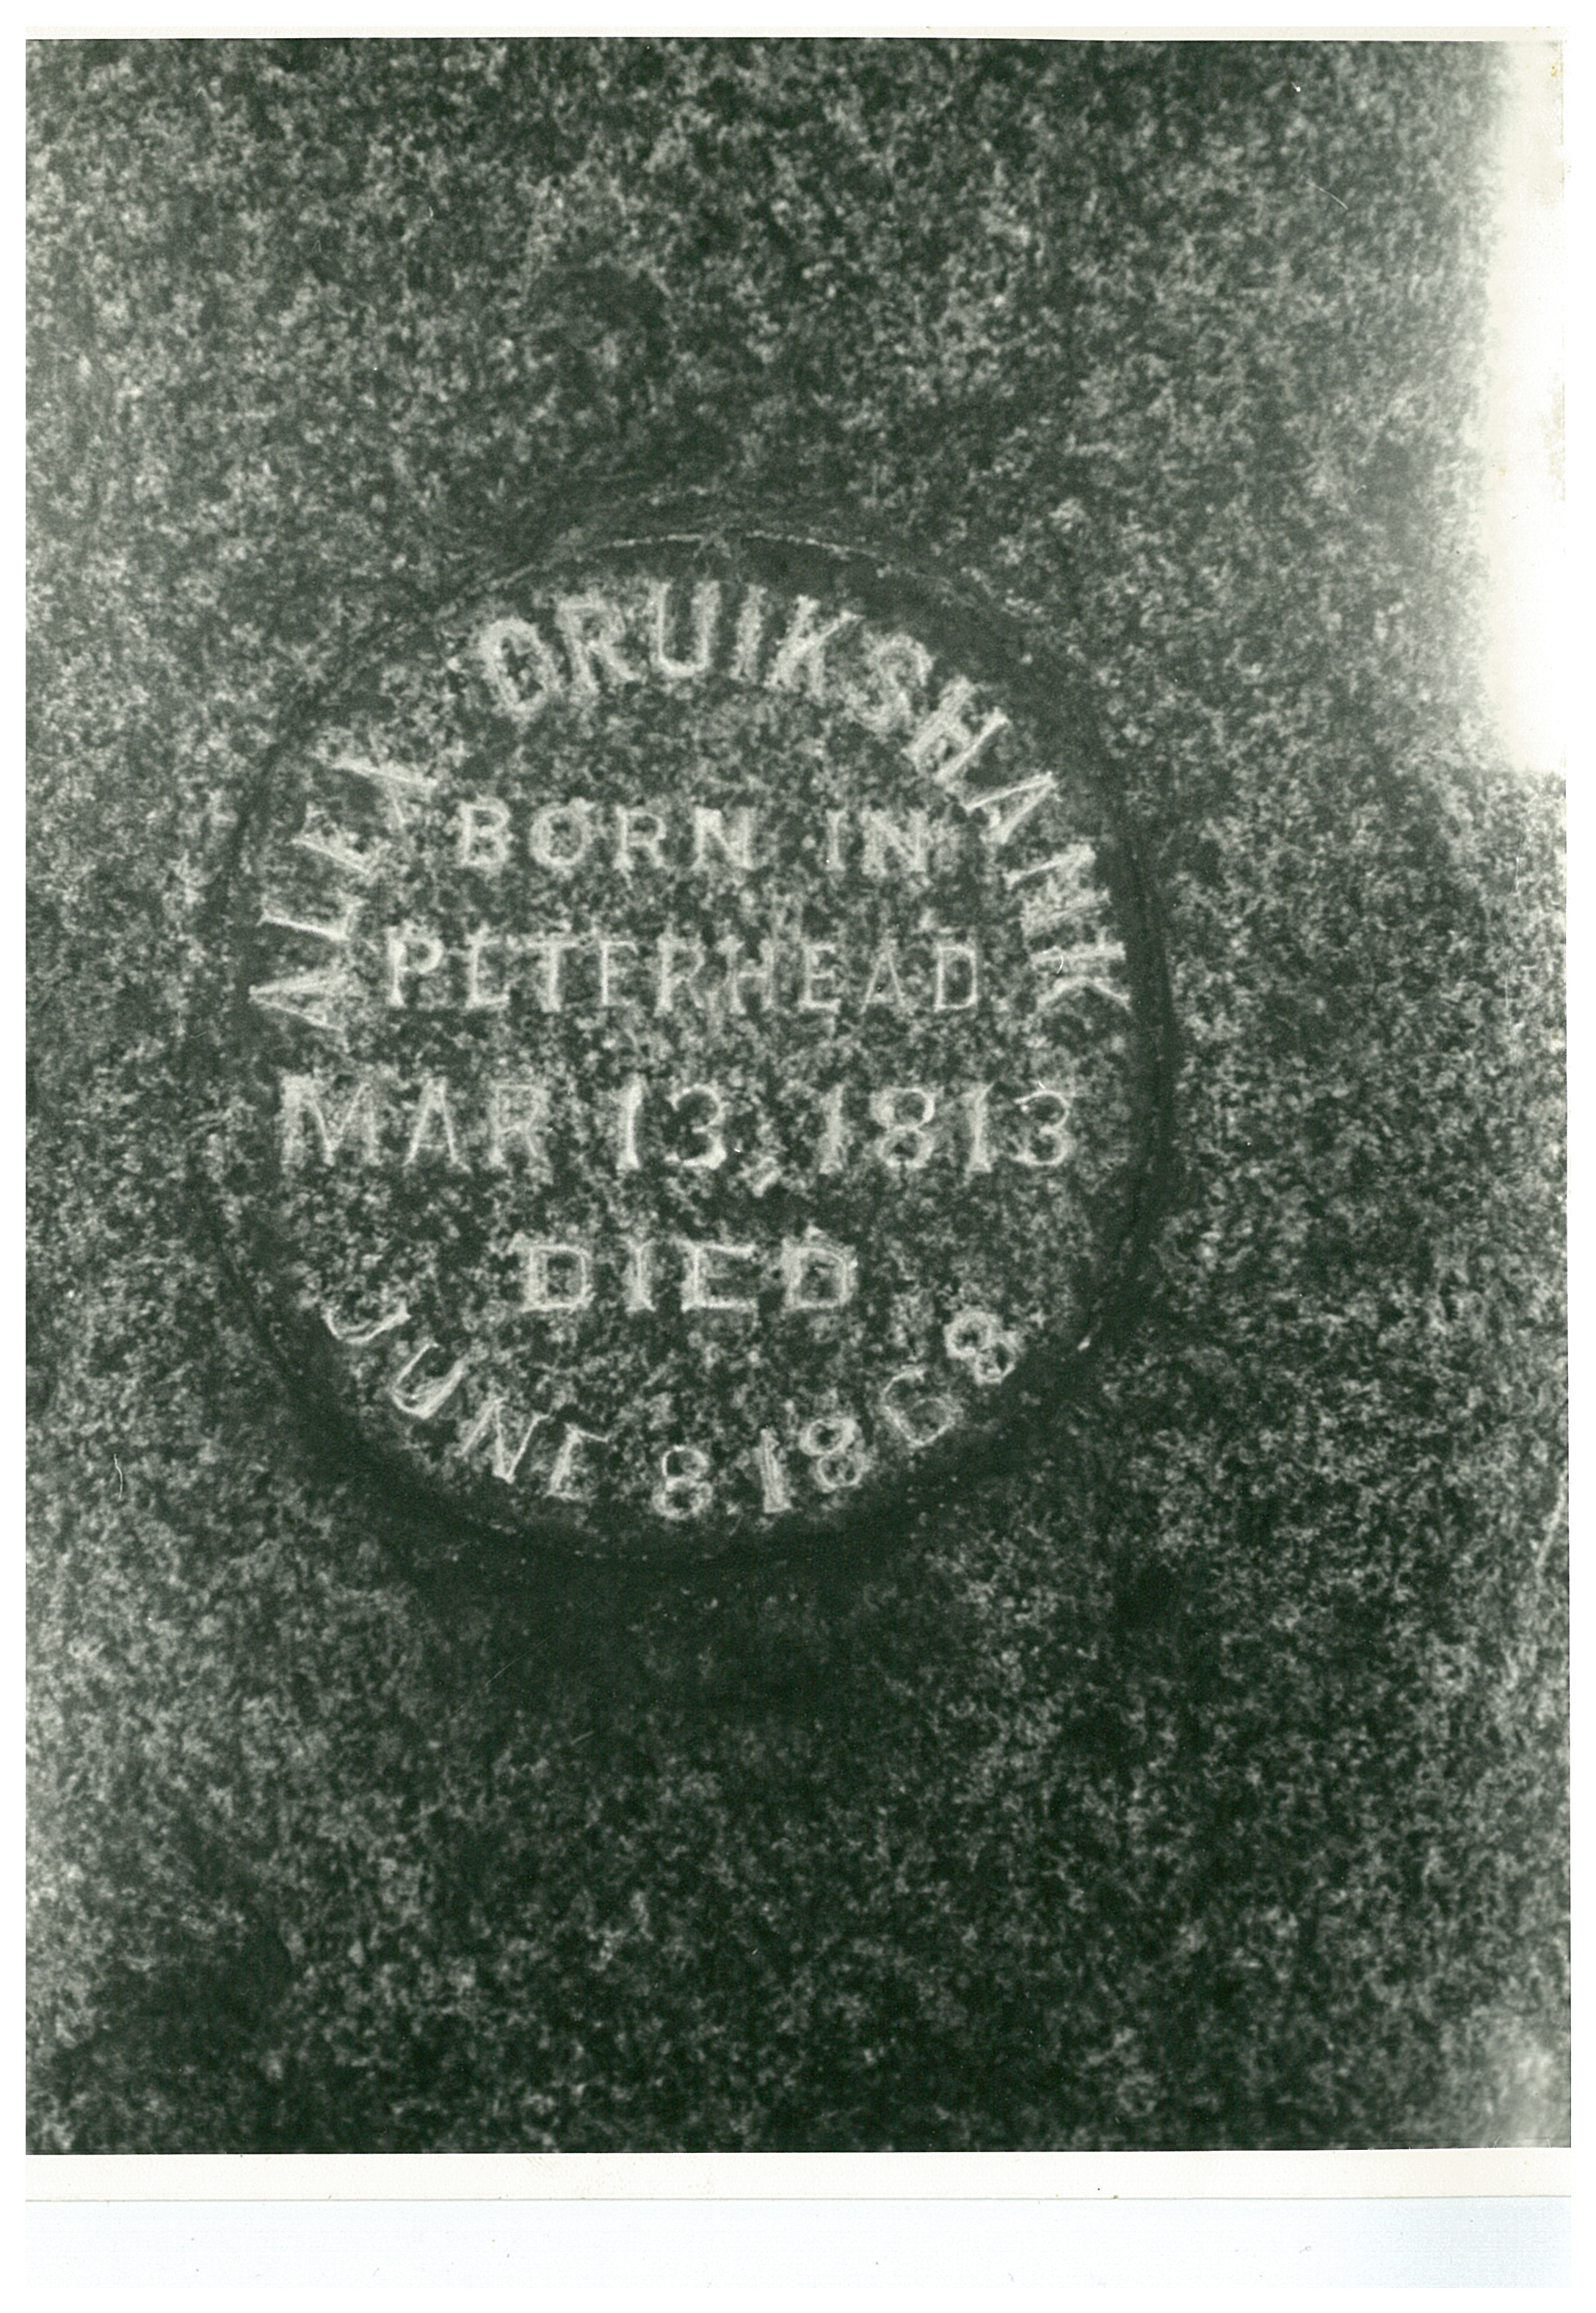 ALEX CRUIKSHANK
BORN IN
PETERHEAD
MAR 13, 1813
DIED
JUNE 8 1868